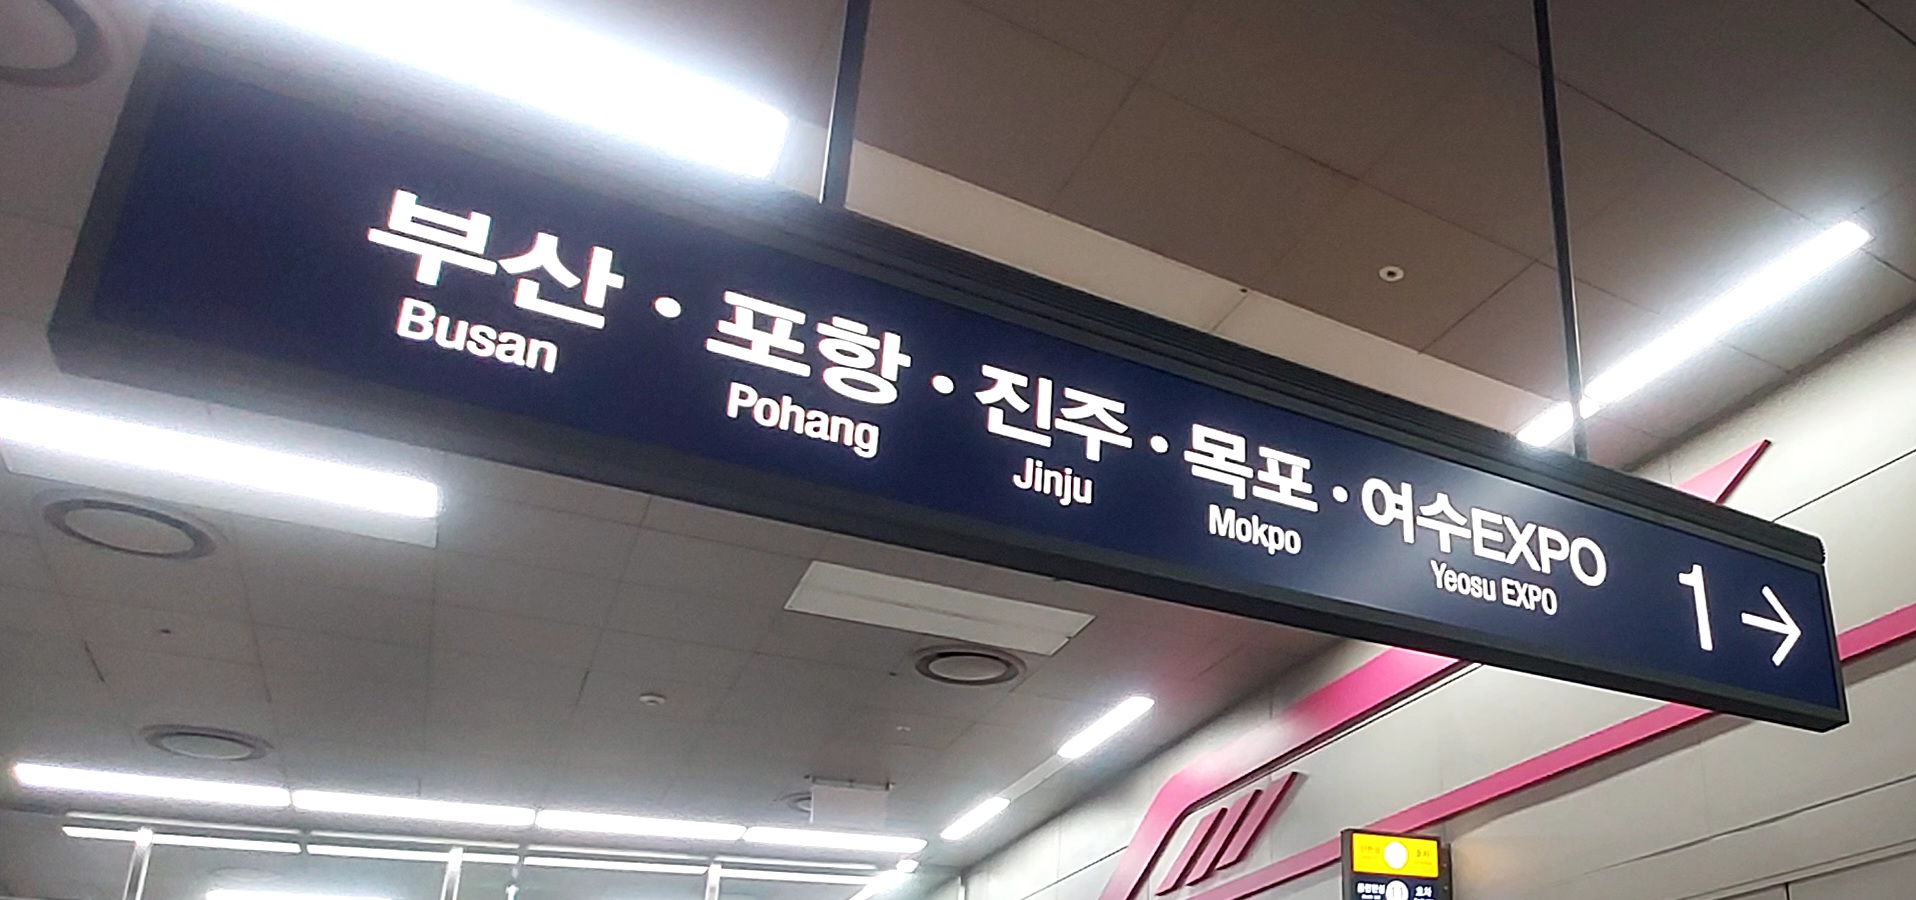 부산 · 포항 · 진주 · 목포 · 여수EXPO 1 →
Busan Pohang Jinju Mokpo Yeosu EXPO